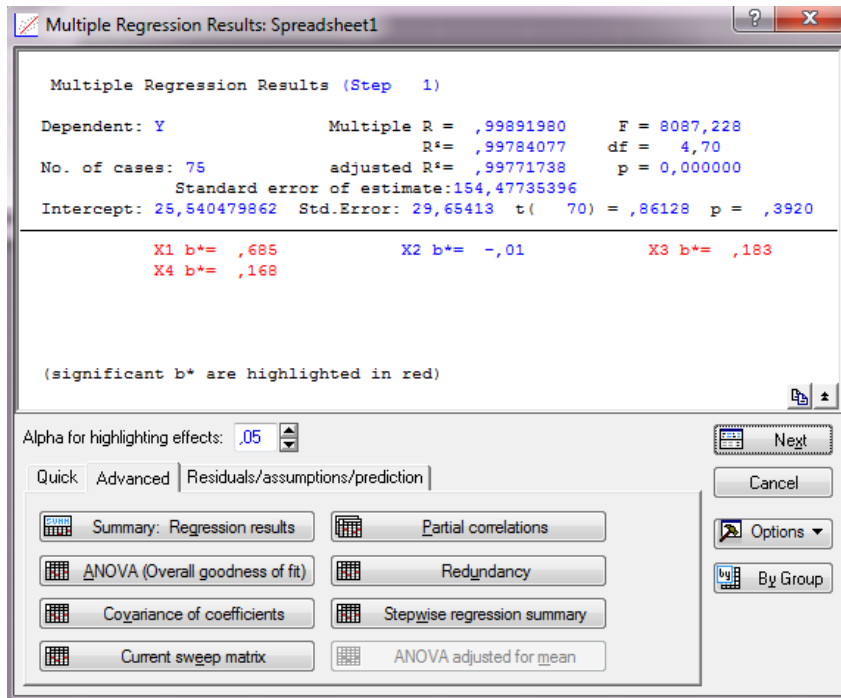 Multiple Regression Results: Spreadsheet1
Multiple Regression Results (Step 1)
Dependent: Y Multiple R = ,99891980 F = 8087,228
R²= ,99784077 df = 4,70
No. of cases: 75 adjusted R²= ,99771738 p = 0,000000
Standard error of estimate:154,47735396
Intercept: 25,540479862 Std.Error: 29,65413 t( 70) = ,86128 p = ,3920
X1 b*= ,685 X2 b*= -,01 X3 b*= ,183
X4 b*= ,168
(significant b* are highlighted in red)
Alpha for highlighting effects: ,05
Next
Quick Advanced Residuals/assumptions/prediction
Cancel
Summary: Regression results Partial correlations
Options
ANOVA (Overall goodness of fit) Redundancy
By Group
Covariance of coefficients Stepwise regression summary
Current sweep matrix ANOVA adjusted for mean